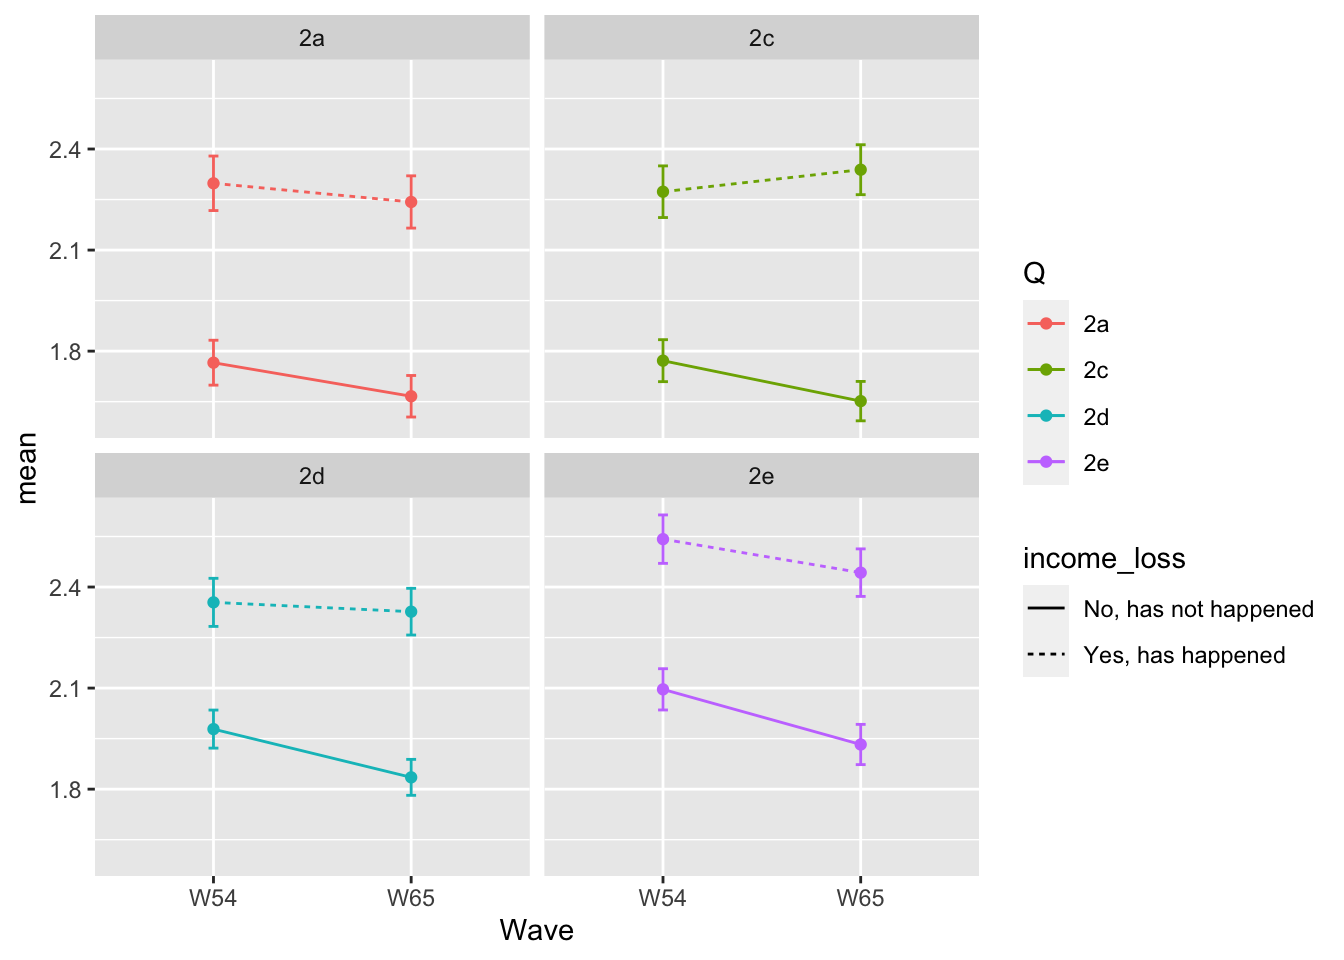 2a
2c
2.4
2.1
1.8
mean
2d
2e
2.4
2.1
1.8
W54
W65
W54
W65
Wave
Q
2a
2c
2d
2e
income_loss
No, has not happened
Yes, has happened